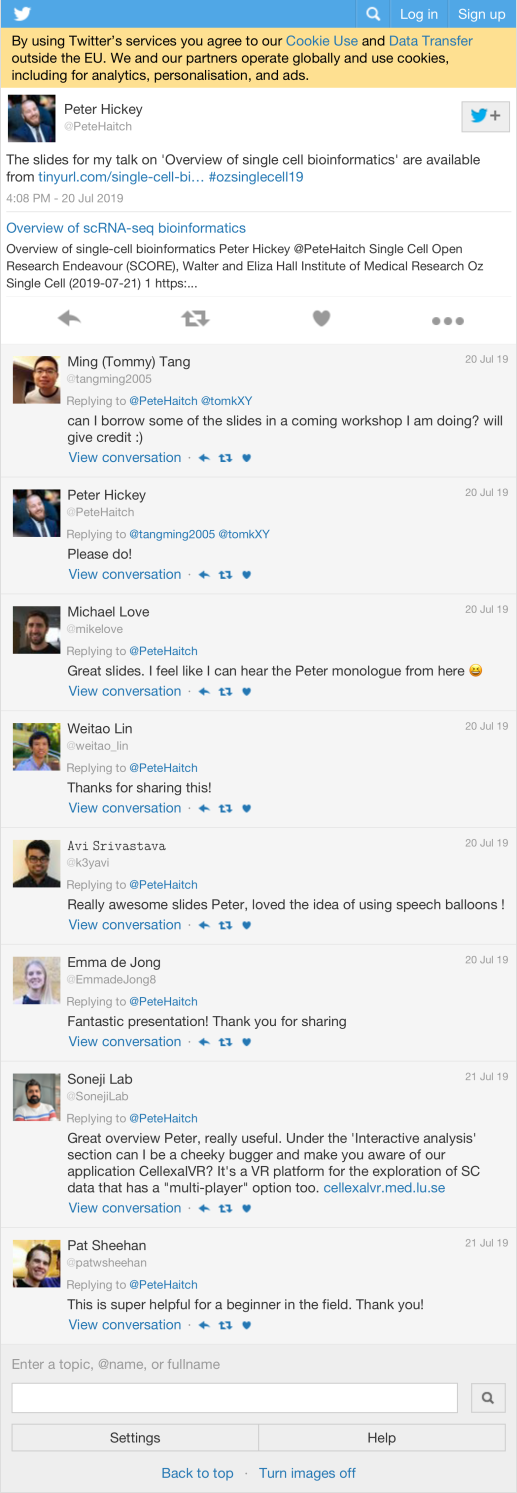 Log in
Sign up
By using Twitter’s services you agree to our Cookie Use and Data Transfer
outside the EU. We and our partners operate globally and use cookies,
including for analytics, personalisation, and ads.
Peter Hickey
@PeteHaitch
The slides for my talk on 'Overview of single cell bioinformatics' are available
from tinyurl.com/single-cell-bi… #ozsinglecell19
4:08 PM - 20 Jul 2019
Overview of scRNA-seq bioinformatics
Overview of single-cell bioinformatics Peter Hickey @PeteHaitch Single Cell Open
Research Endeavour (SCORE), Walter and Eliza Hall Institute of Medical Research Oz
Single Cell (2019-07-21) 1 https:...
Ming (Tommy) Tang
20 Jul 19
@tangming2005
Replying to @PeteHaitch @tomkXY
can I borrow some of the slides in a coming workshop I am doing? will
give credit :)
View conversation ·
Peter Hickey
20 Jul 19
@PeteHaitch
Replying to @tangming2005 @tomkXY
Please do!
View conversation ·
Michael Love
20 Jul 19
@mikelove
Replying to @PeteHaitch
Great slides. I feel like I can hear the Peter monologue from here 😄
View conversation ·
Weitao Lin
20 Jul 19
@weitao_lin
Replying to @PeteHaitch
Thanks for sharing this!
View conversation ·
Avi Srivastava
20 Jul 19
@k3yavi
Replying to @PeteHaitch
Really awesome slides Peter, loved the idea of using speech balloons !
View conversation ·
Emma de Jong
20 Jul 19
@EmmadeJong8
Replying to @PeteHaitch
Fantastic presentation! Thank you for sharing
View conversation ·
Soneji Lab
21 Jul 19
@SonejiLab
Replying to @PeteHaitch
Great overview Peter, really useful. Under the 'Interactive analysis'
section can I be a cheeky bugger and make you aware of our
application CellexalVR? It's a VR platform for the exploration of SC
data that has a "multi-player" option too. cellexalvr.med.lu.se
View conversation ·
Pat Sheehan
21 Jul 19
@patwsheehan
Replying to @PeteHaitch
This is super helpful for a beginner in the field. Thank you!
View conversation ·
Enter a topic, @name, or fullname
Settings
Help
Back to top · Turn images off